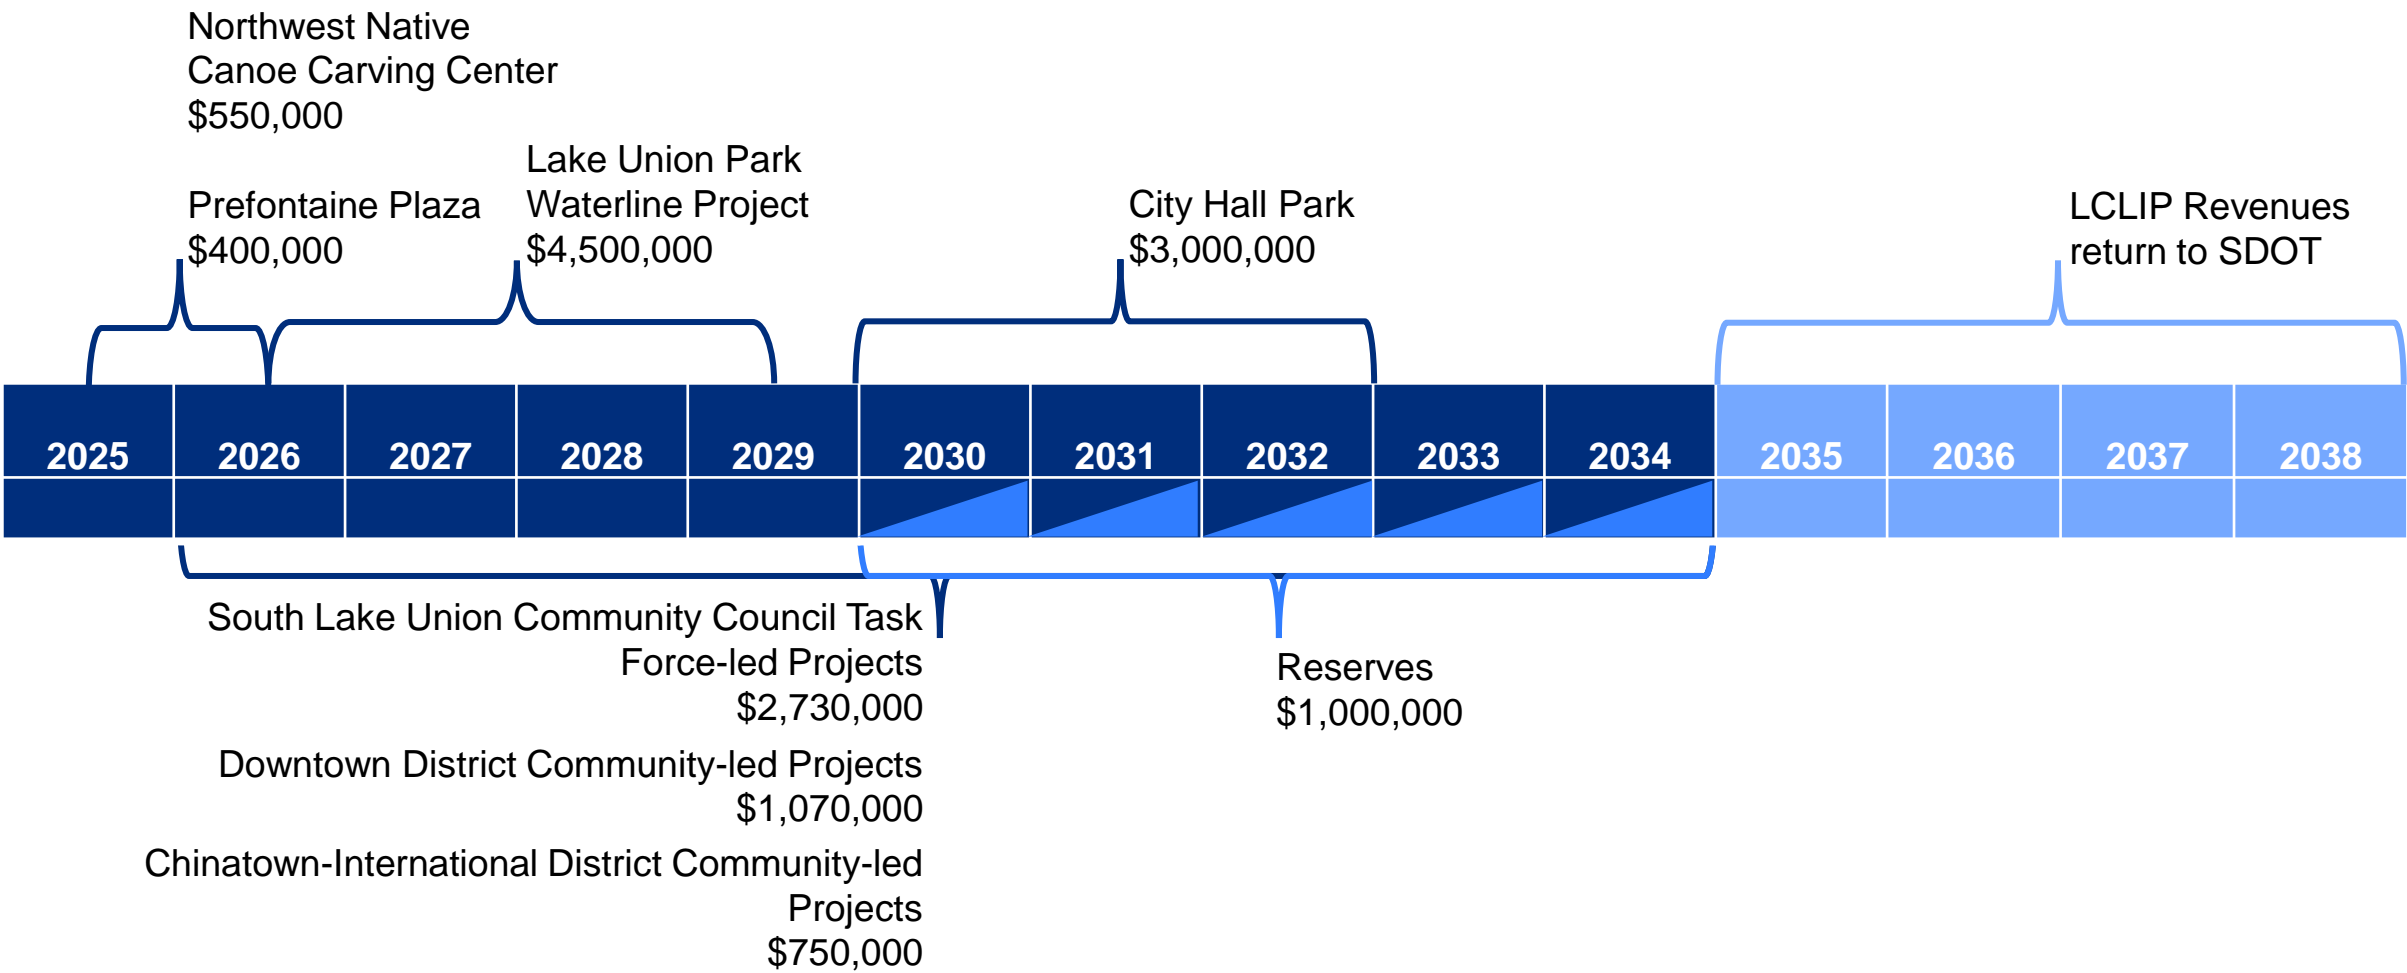 Northwest Native
Canoe Carving Center
$550,000
Prefontaine Plaza
$400,000
Lake Union Park
Waterline Project
$4,500,000
City Hall Park
$3,000,000
LCLIP Revenues
return to SDOT
2025 2026 2027 2028 2029 2030 2031 2032 2033 2034 2035 2036 2037 2038
South Lake Union Community Council Task
Force-led Projects
$2,730,000
Downtown District Community-led Projects
$1,070,000
Chinatown-International District Community-led
Projects
$750,000
Reserves
$1,000,000